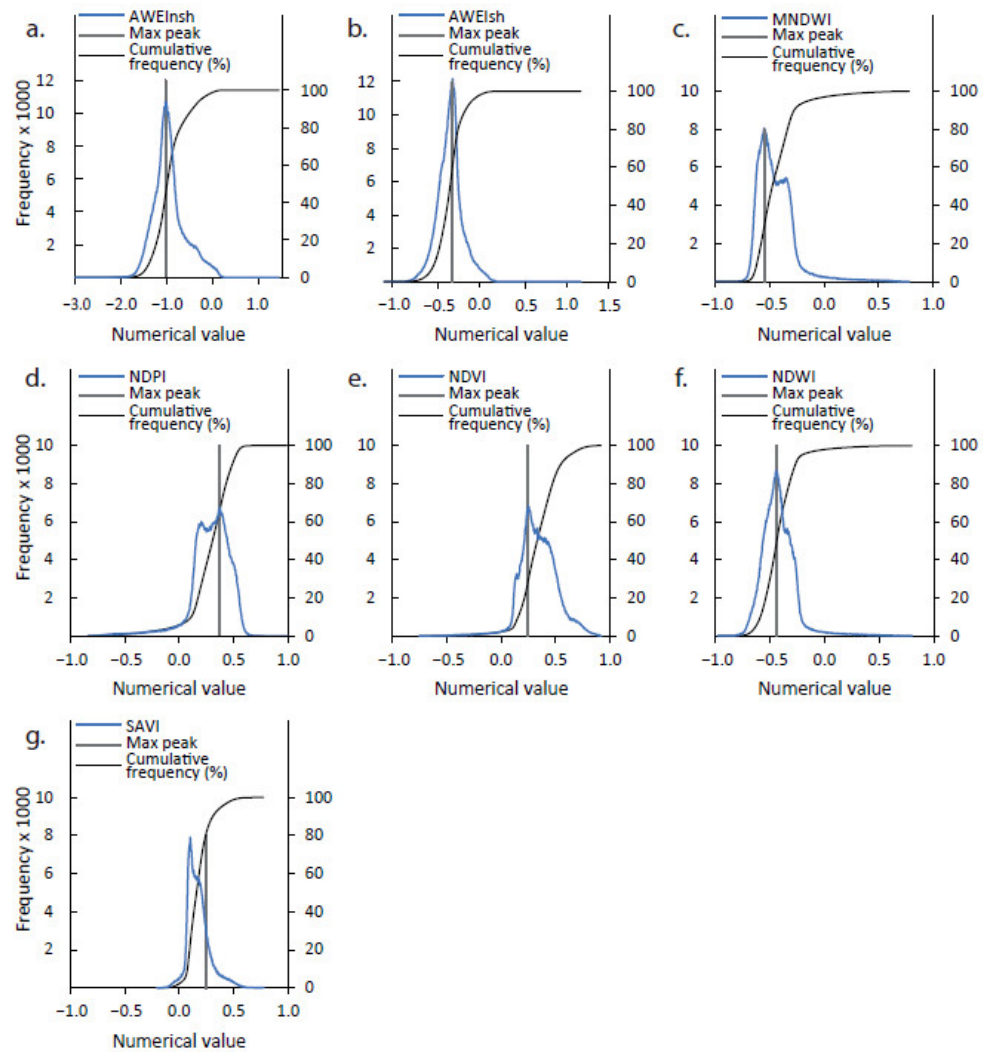 a.
AWEInsh
Max peak
Cumulative
frequency (%)
Frequency x 1000
12
10
8
6
4
2
100
80
60
40
20
0
−3.0 −2.0 −1.0 0.0 1.0
Numerical value
b.
AWEIsh
Max peak
Cumulative
frequency (%)
12
10
8
6
4
2
100
80
60
40
20
0
−1.0 −0.5 0.0 0.5 1.0 1.5
Numerical value
c.
MNDWI
Max peak
Cumulative
frequency (%)
10
8
6
4
2
100
80
60
40
20
0
−1.0 −0.5 0.0 0.5 1.0
Numerical value
d.
NDPI
Max peak
Cumulative
frequency (%)
Frequency x 1000
10
8
6
4
2
100
80
60
40
20
0
−1.0 −0.5 0.0 0.5 1.0
Numerical value
e.
NDVI
Max peak
Cumulative
frequency (%)
10
8
6
4
2
100
80
60
40
20
0
−1.0 −0.5 0.0 0.5 1.0
Numerical value
f.
NDWI
Max peak
Cumulative
frequency (%)
10
8
6
4
2
100
80
60
40
20
0
−1.0 −0.5 0.0 0.5 1.0
Numerical value
g.
SAVI
Max peak
Cumulative
frequency (%)
Frequency x 1000
10
8
6
4
2
100
80
60
40
20
0
−1.0 −0.5 0.0 0.5 1.0
Numerical value